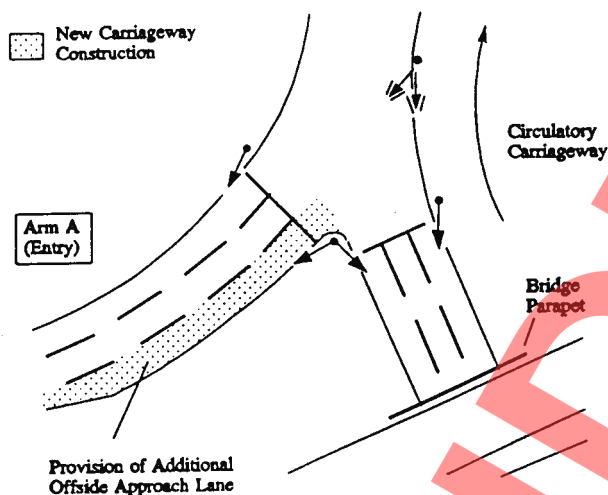 New Carriageway
Construction
Circulatory
Carriageway
Arm A
(Entry)
Bridge
Parapet
Provision of Additional
Offside Approach Lane